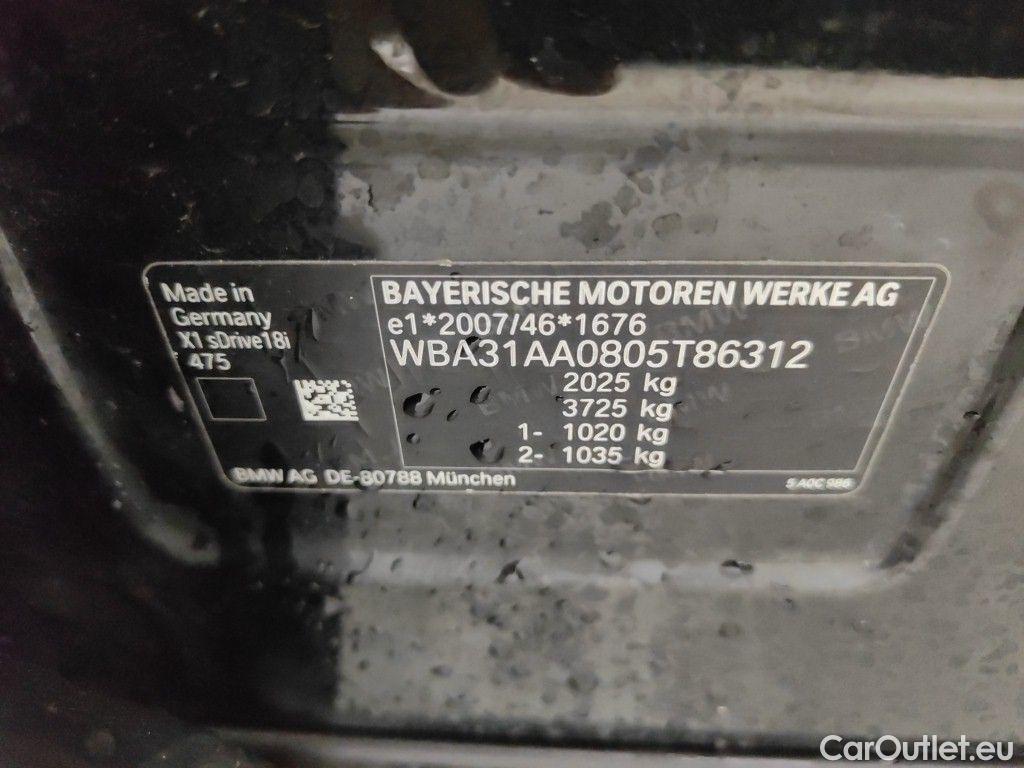 Made in
Germany
X1 sDrive18i
475
BAYERISCHE MOTOREN WERKE AG
e1*2007/46*1676
WBA31AA0805T86312
2025 kg
3725 kg
1- 1020 kg
2- 1035 kg
BMW AG DE-80788 München
CarOutlet.eu